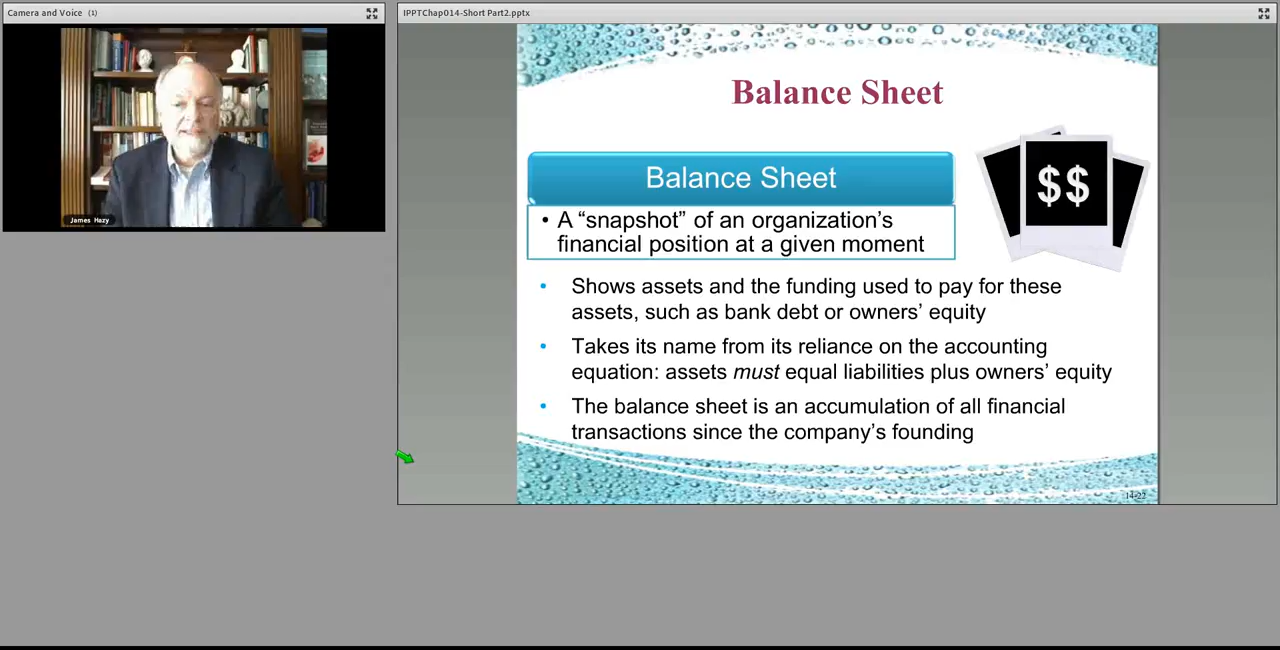 Camera and Voice (1)
James Hazy
IPPTChap014-Short Part2.pptx
Balance Sheet
Balance Sheet
• A “snapshot” of an organization’s
financial position at a given moment
$$
• Shows assets and the funding used to pay for these
assets, such as bank debt or owners’ equity
• Takes its name from its reliance on the accounting
equation: assets must equal liabilities plus owners’ equity
• The balance sheet is an accumulation of all financial
transactions since the company’s founding
14-22